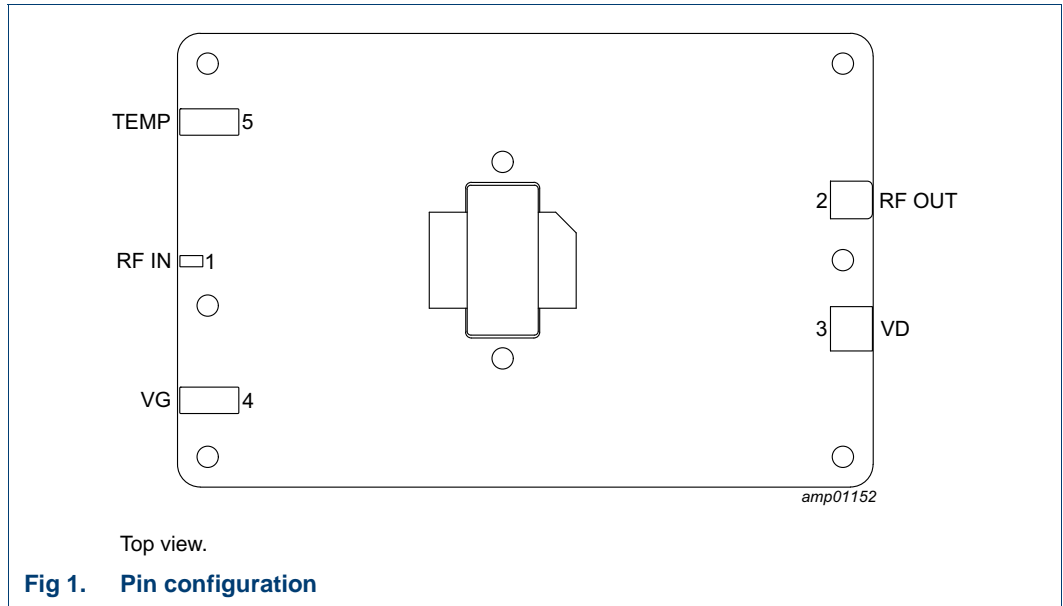 TEMP 5
2 RF OUT
RF IN 1
3 VD
VG 4
amp01152
Top view.
Fig 1. Pin configuration